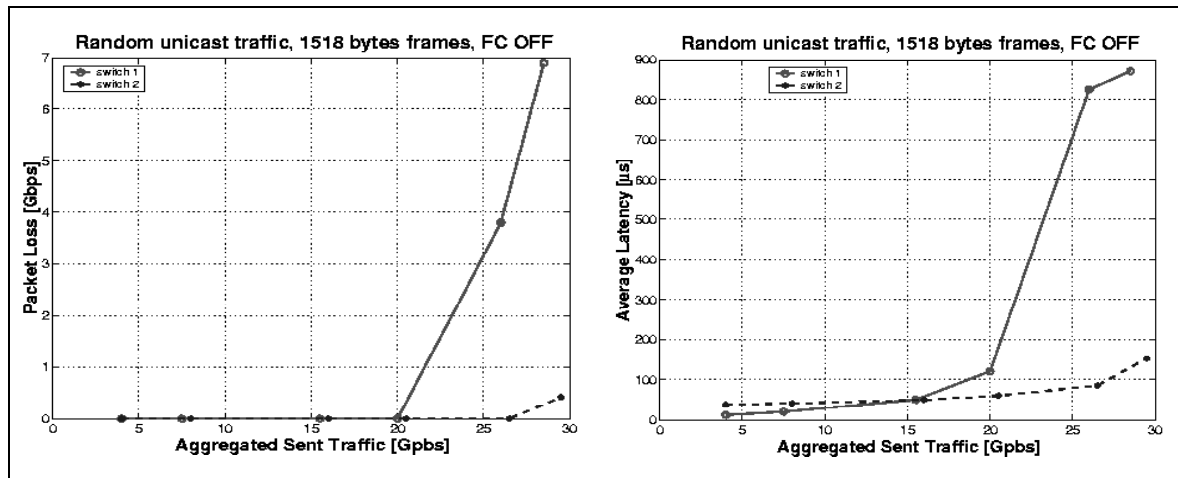 Random unicast traffic, 1518 bytes frames, FC OFF
switch 1
switch 2
Packet Loss [Gbps]
7
6
5
4
3
2
1
0
0 5 10 15 20 25 30
Aggregated Sent Traffic [Gpbs]
Random unicast traffic, 1518 bytes frames, FC OFF
switch 1
switch 2
Average Latency [µs]
900
800
700
600
500
400
300
200
100
0
0 5 10 15 20 25 30
Aggregated Sent Traffic [Gpbs]